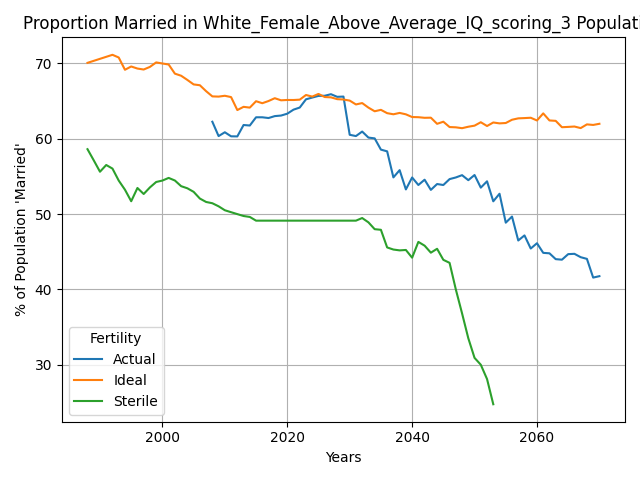 Proportion Married in White_Female_Above_Average_IQ_scoring_3 Populati
% of Population 'Married'
70
60
50
40
30
Fertility
Actual
Ideal
Sterile
2000 2020 2040 2060
Years